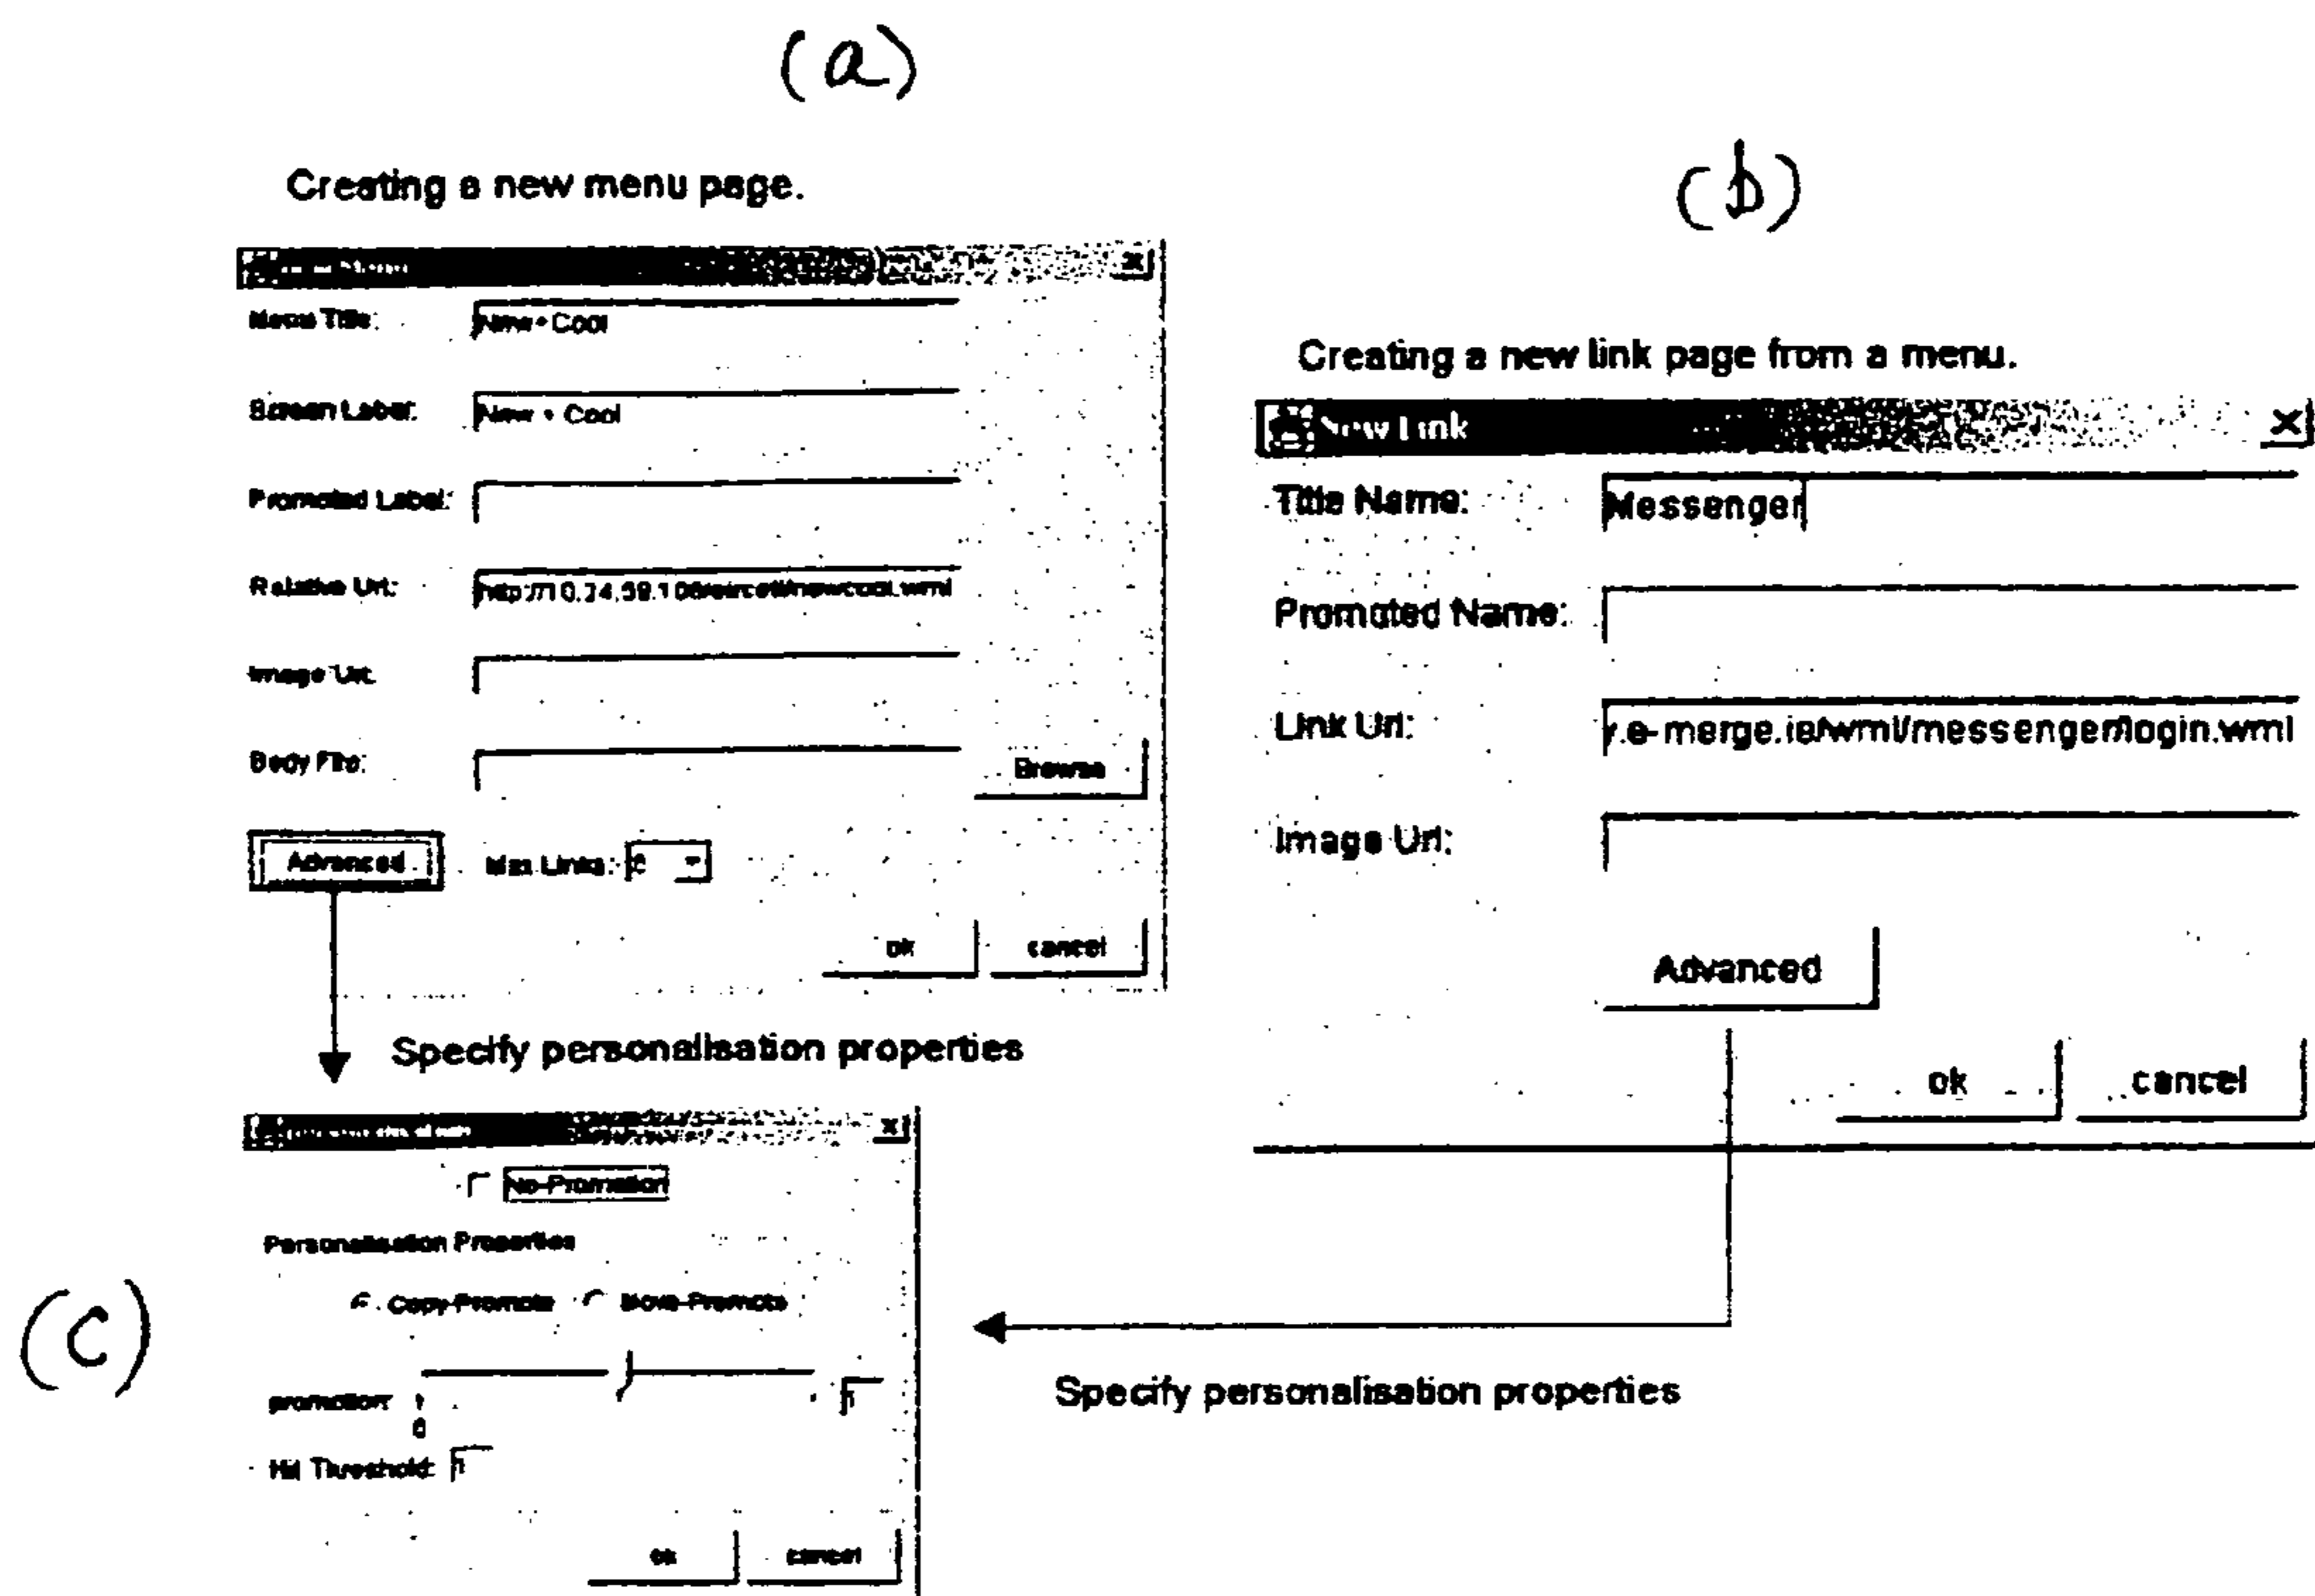 (a)
Creating a new menu page.
Menu Title: New + Cool
Screen Label: New + Cool
Promoted Label:
Relative Url:
Image Url:
Body File: Browse
Advanced Max Links:
ok cancel
Specify personalisation properties
(b)
Creating a new link page from a menu.
New Link
Title Name: Messenger
Promoted Name:
Link Url: y.e-merge.ie/wml/messenger/login.wml
Image Url:
Advanced
ok cancel
Specify personalisation properties
(c)
No-Promotion
Personalisation Properties
Copy-Promote Move-Promote
promotion:
Hit Threshold:
ok cancel